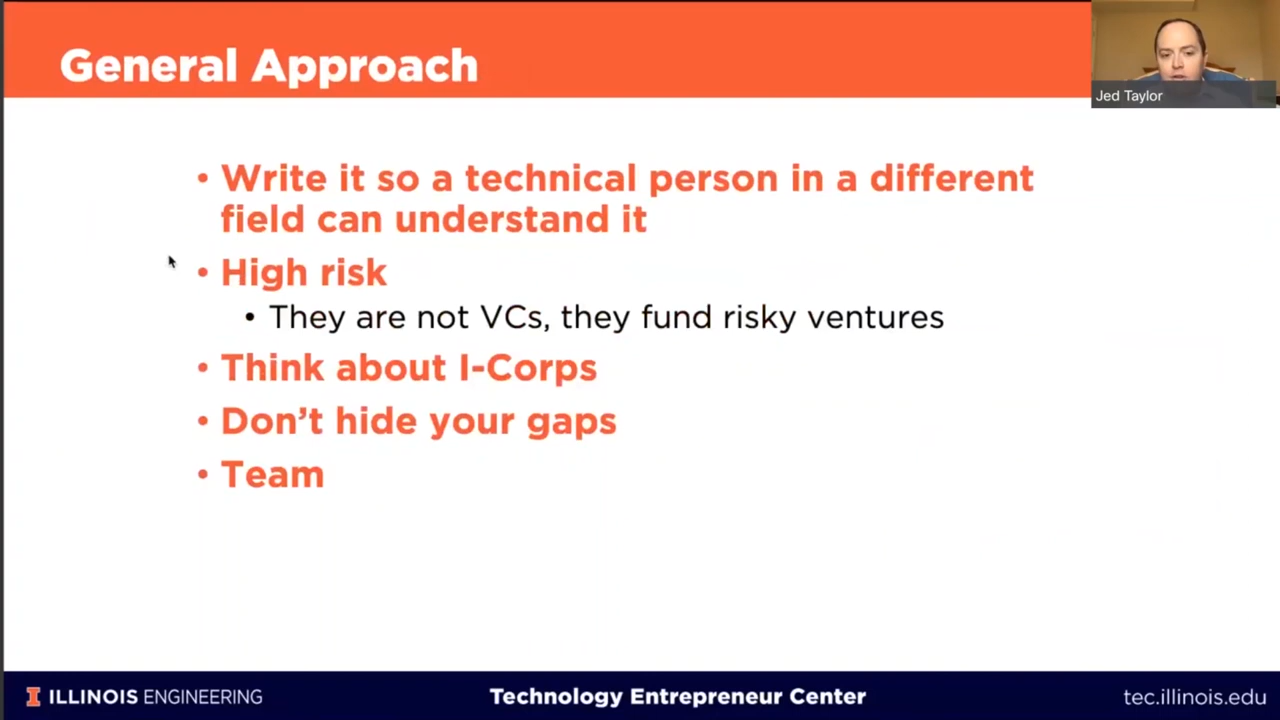 General Approach
Jed Taylor
• Write it so a technical person in a different
field can understand it
• High risk
• They are not VCs, they fund risky ventures
• Think about I-Corps
• Don’t hide your gaps
• Team
I ILLINOIS ENGINEERING
Technology Entrepreneur Center
tec.illinois.edu